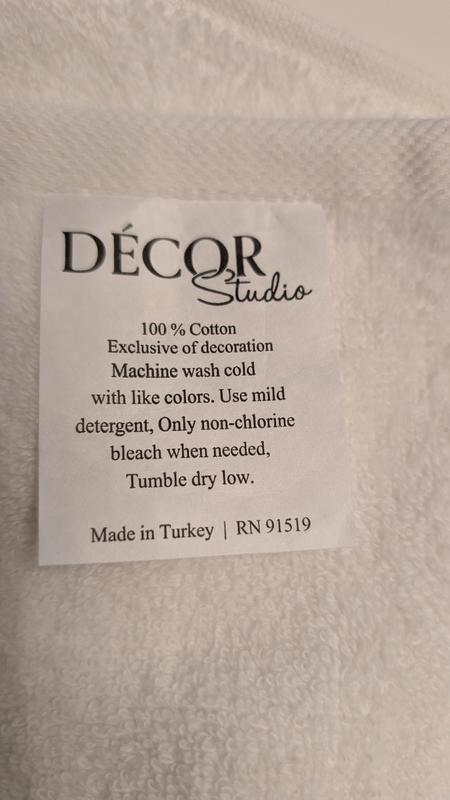 DÉCOR
Studio
100 % Cotton
Exclusive of decoration
Machine wash cold
with like colors. Use mild
detergent, Only non-chlorine
bleach when needed,
Tumble dry low.
Made in Turkey | RN 91519